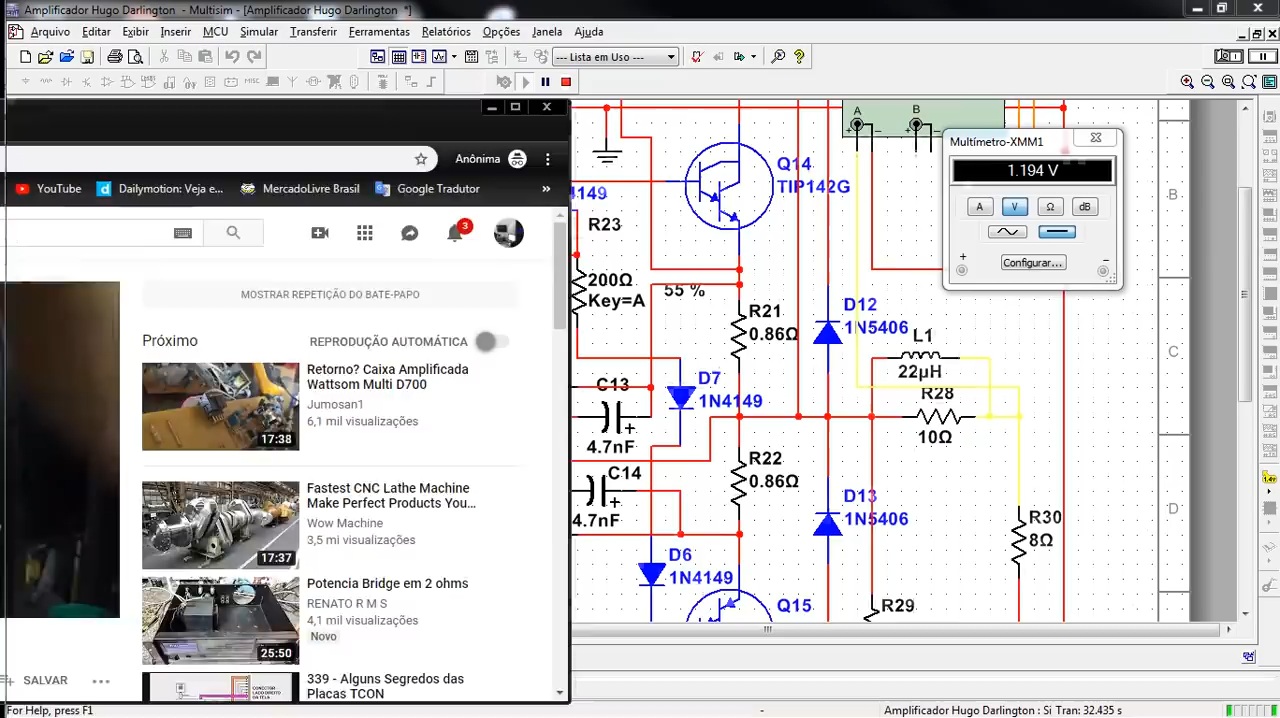 Amplificador Hugo Darlington - Multisim - [Amplificador Hugo Darlington *]
Arquivo Editar Exibir Inserir MCU Simular Transferir Ferramentas Relatórios Opções Janela Ajuda
--- Lista em Uso ---
Anônima
YouTube Dailymotion: Veja e... MercadoLivre Brasil Google Tradutor »
3
MOSTRAR REPETIÇÃO DO BATE-PAPO
Próximo REPRODUÇÃO AUTOMÁTICA
Retorno? Caixa Amplificada
Wattsom Multi D700
Jumosan1
6,1 mil visualizações
17:38
Fastest CNC Lathe Machine
Make Perfect Products You...
Wow Machine
3,5 mi visualizações
17:37
Potencia Bridge em 2 ohms
RENATO R M S
4,1 mil visualizações
Novo
25:50
339 - Alguns Segredos das
Placas TCON
SALVAR
4149
R23
200Ω
Key=A
55 %
Q14
TIP142G
R21
0.86Ω
D12
1N5406
L1
22µH
R28
10Ω
C13
4.7nF
D7
1N4149
R22
0.86Ω
C14
4.7nF
D13
1N5406
R30
8Ω
D6
1N4149
Q15
R29
A B
+ − + −
Multímetro-XMM1
1.194 V
A V Ω dB
+ Configurar... −
B
C
D
For Help, press F1
- Amplificador Hugo Darlington : Si Tran: 32.435 s